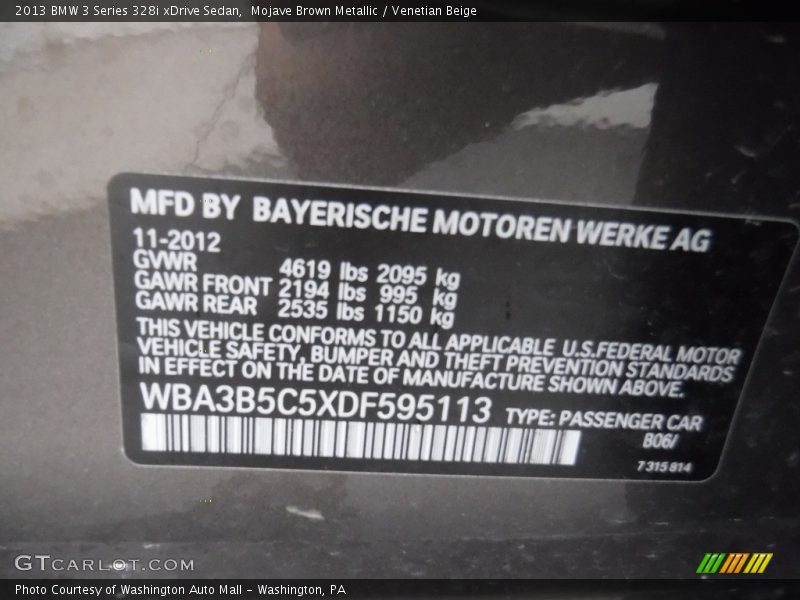 2013 BMW 3 Series 328i xDrive Sedan, Mojave Brown Metallic / Venetian Beige
MFD BY BAYERISCHE MOTOREN WERKE AG
11-2012
GVWR 4619 lbs 2095 kg
GAWR FRONT 2194 lbs 995 kg
GAWR REAR 2535 lbs 1150 kg
THIS VEHICLE CONFORMS TO ALL APPLICABLE U.S.FEDERAL MOTOR
VEHICLE SAFETY, BUMPER AND THEFT PREVENTION STANDARDS
IN EFFECT ON THE DATE OF MANUFACTURE SHOWN ABOVE.
WBA3B5C5XDF595113 TYPE: PASSENGER CAR
B06/
7 315 814
GTCARLOT.COM
Photo Courtesy of Washington Auto Mall - Washington, PA